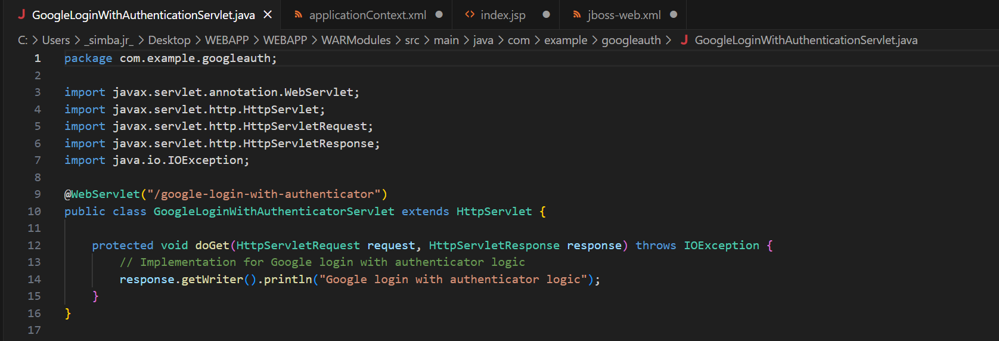 GoogleLoginWithAuthenticationServlet.java applicationContext.xml index.jsp jboss-web.xml
C: > Users > _simba.jr_ > Desktop > WEBAPP > WEBAPP > WARModules > src > main > java > com > example > googleauth > GoogleLoginWithAuthenticationServlet.java
1 package com.example.googleauth;
2
3 import javax.servlet.annotation.WebServlet;
4 import javax.servlet.http.HttpServlet;
5 import javax.servlet.http.HttpServletRequest;
6 import javax.servlet.http.HttpServletResponse;
7 import java.io.IOException;
8
9 @WebServlet("/google-login-with-authenticator")
10 public class GoogleLoginWithAuthenticatorServlet extends HttpServlet {
11
12 protected void doGet(HttpServletRequest request, HttpServletResponse response) throws IOException {
13 // Implementation for Google login with authenticator logic
14 response.getWriter().println("Google login with authenticator logic");
15 }
16 }
17